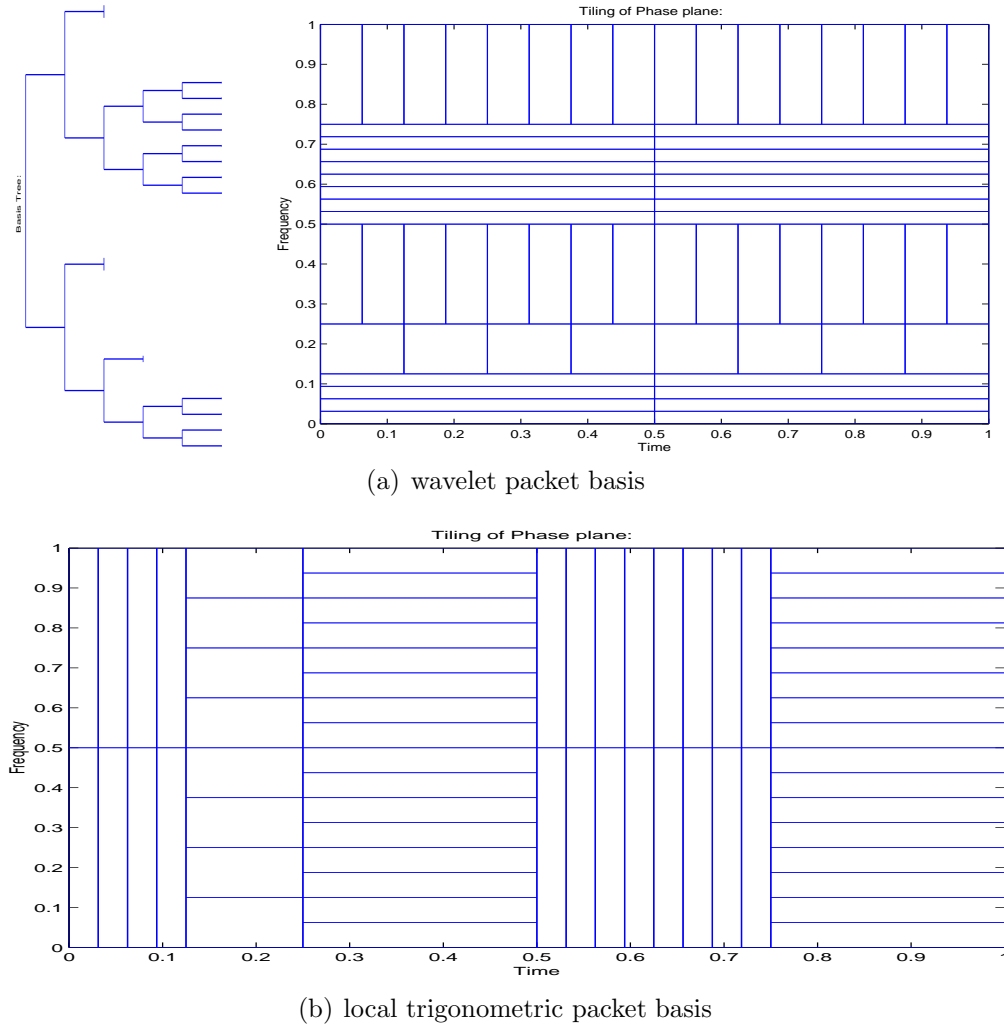 Tiling of Phase plane:
Basis Tree:
Frequency
1
0.9
0.8
0.7
0.6
0.5
0.4
0.3
0.2
0.1
0
0 0.1 0.2 0.3 0.4 0.5 0.6 0.7 0.8 0.9 1
Time
(a) wavelet packet basis
Tiling of Phase plane:
Frequency
1
0.9
0.8
0.7
0.6
0.5
0.4
0.3
0.2
0.1
0
0 0.1 0.2 0.3 0.4 0.5 0.6 0.7 0.8 0.9 1
Time
(b) local trigonometric packet basis